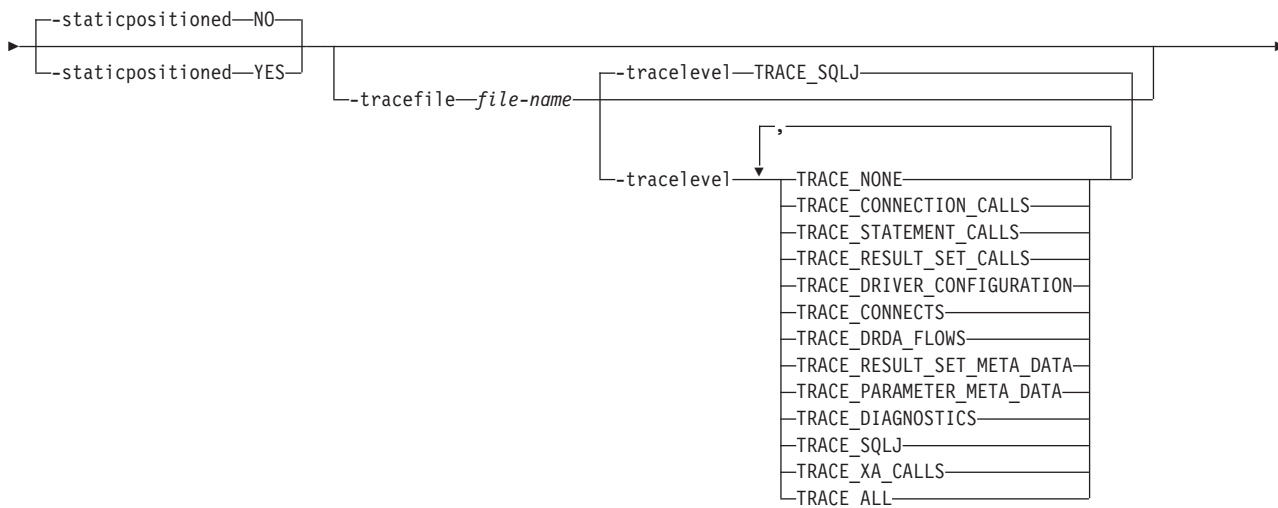 -staticpositioned NO
-staticpositioned YES
-tracelevel TRACE_SQLJ
-tracefile file-name
,
-tracelevel TRACE_NONE
TRACE_CONNECTION_CALLS
TRACE_STATEMENT_CALLS
TRACE_RESULT_SET_CALLS
TRACE_DRIVER_CONFIGURATION
TRACE_CONNECTS
TRACE_DRDA_FLOWS
TRACE_RESULT_SET_META_DATA
TRACE_PARAMETER_META_DATA
TRACE_DIAGNOSTICS
TRACE_SQLJ
TRACE_XA_CALLS
TRACE_ALL